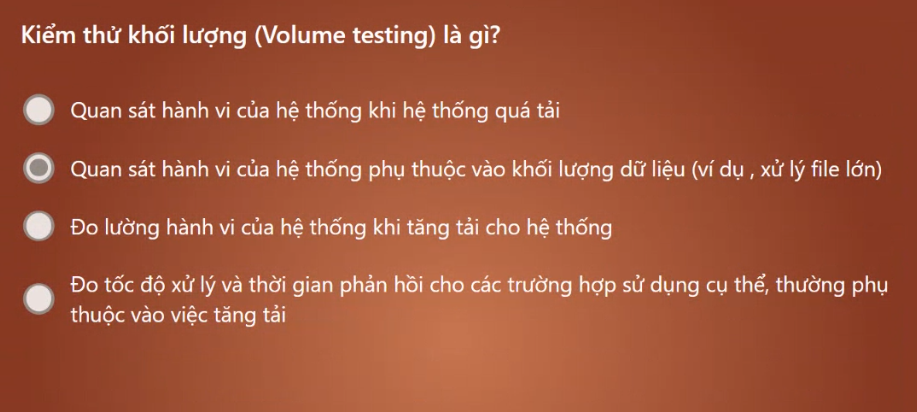 Kiểm thử khối lượng (Volume testing) là gì?
Quan sát hành vi của hệ thống khi hệ thống quá tải
Quan sát hành vi của hệ thống phụ thuộc vào khối lượng dữ liệu (ví dụ , xử lý file lớn)
Đo lường hành vi của hệ thống khi tăng tải cho hệ thống
Đo tốc độ xử lý và thời gian phản hồi cho các trường hợp sử dụng cụ thể, thường phụ
thuộc vào việc tăng tải